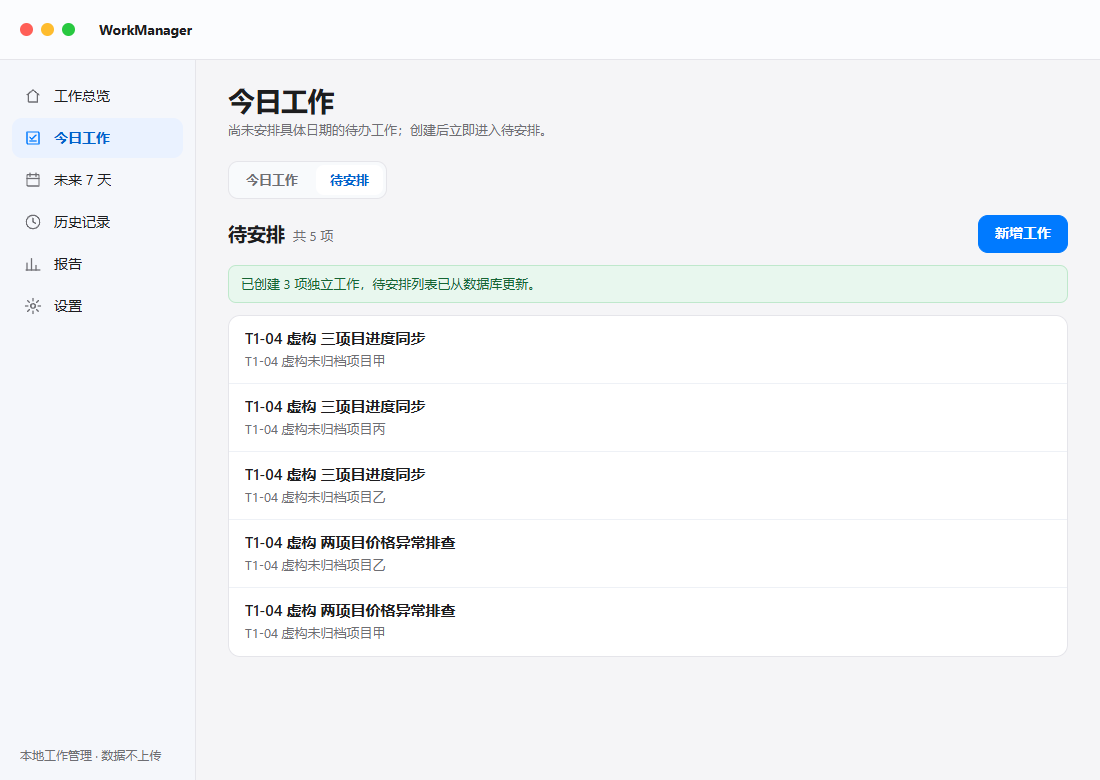 WorkManager
工作总览
今日工作
未来 7 天
历史记录
报告
设置
本地工作管理 · 数据不上传
今日工作
尚未安排具体日期的待办工作；创建后立即进入待安排。
今日工作 待安排
待安排 共 5 项
新增工作
已创建 3 项独立工作，待安排列表已从数据库更新。
T1-04 虚构 三项目进度同步
T1-04 虚构未归档项目甲
T1-04 虚构 三项目进度同步
T1-04 虚构未归档项目丙
T1-04 虚构 三项目进度同步
T1-04 虚构未归档项目乙
T1-04 虚构 两项目价格异常排查
T1-04 虚构未归档项目乙
T1-04 虚构 两项目价格异常排查
T1-04 虚构未归档项目甲